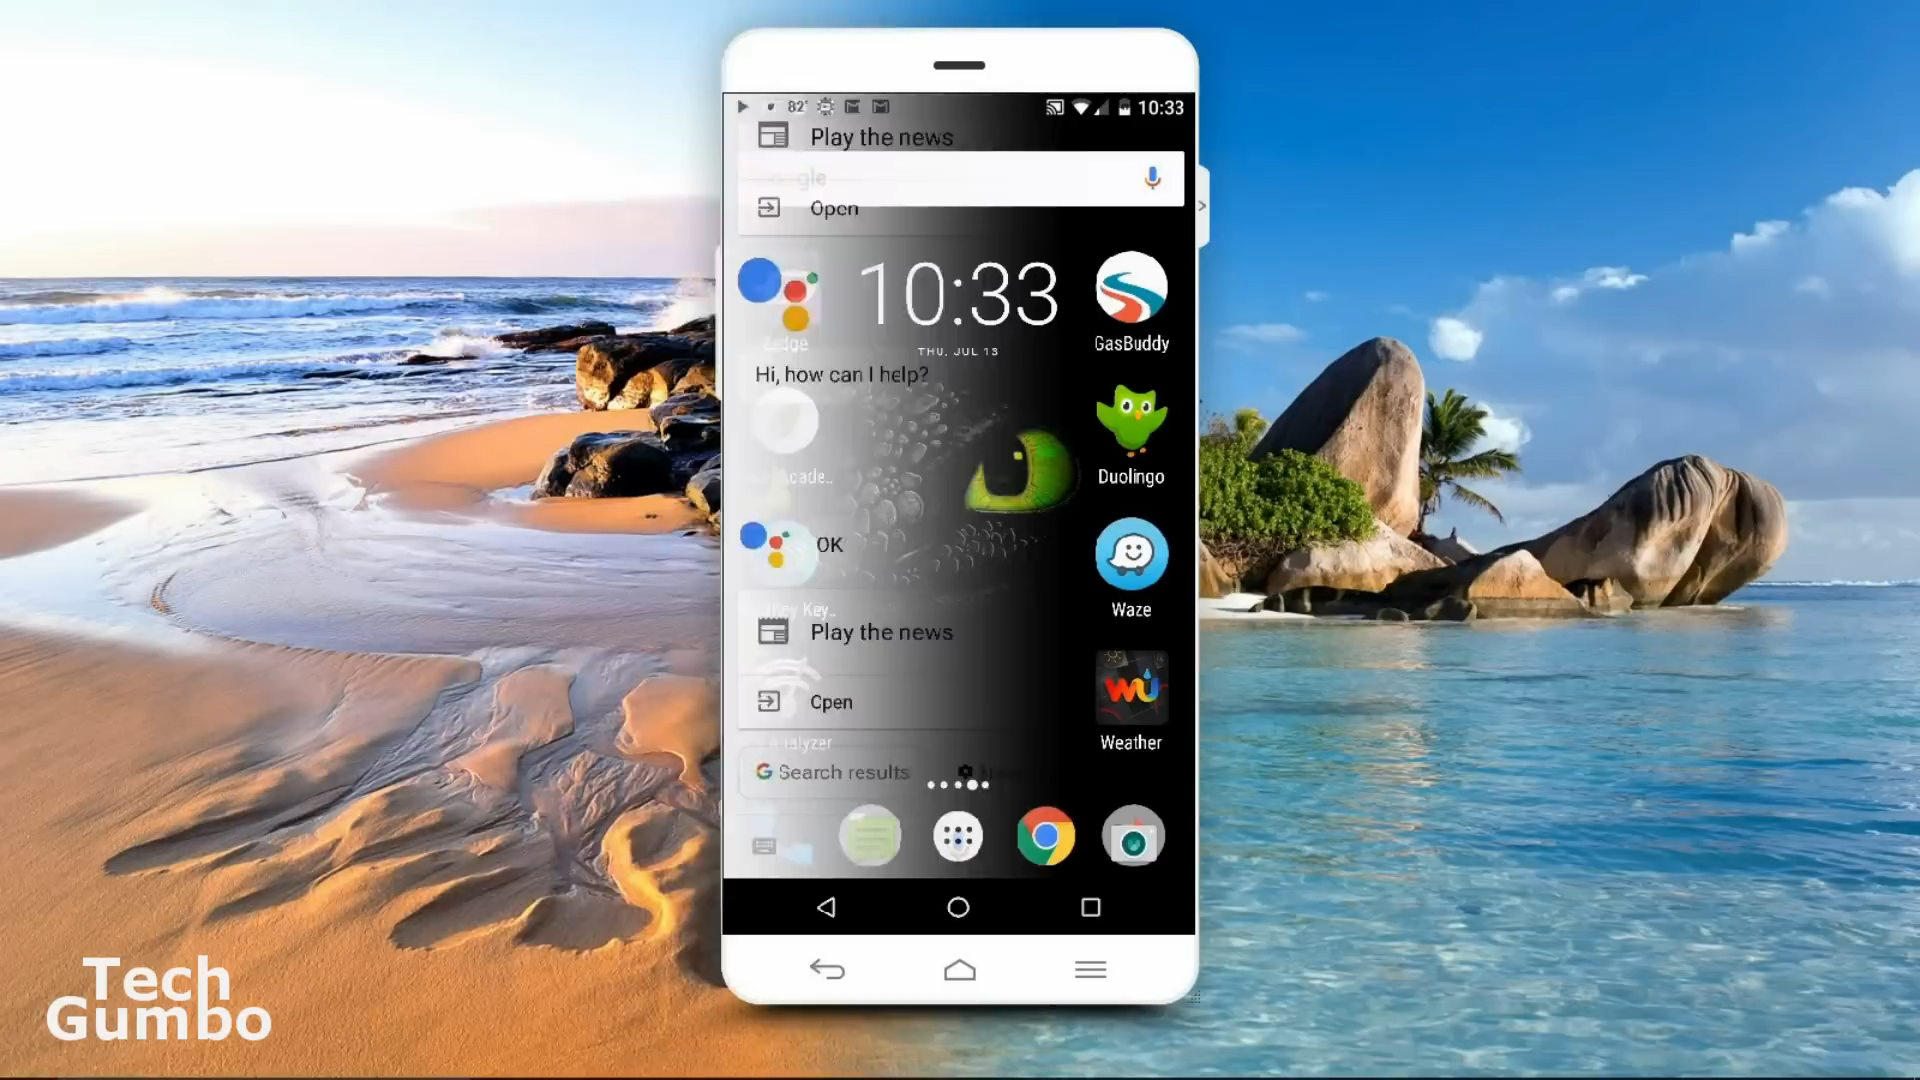 82° 10:33
Play the news
Open
10:33
THU, JUL 13
GasBuddy
Hi, how can I help?
Duolingo
OK
Waze
Play the news
WU
Open
Weather
G Search results
Tech
Gumbo